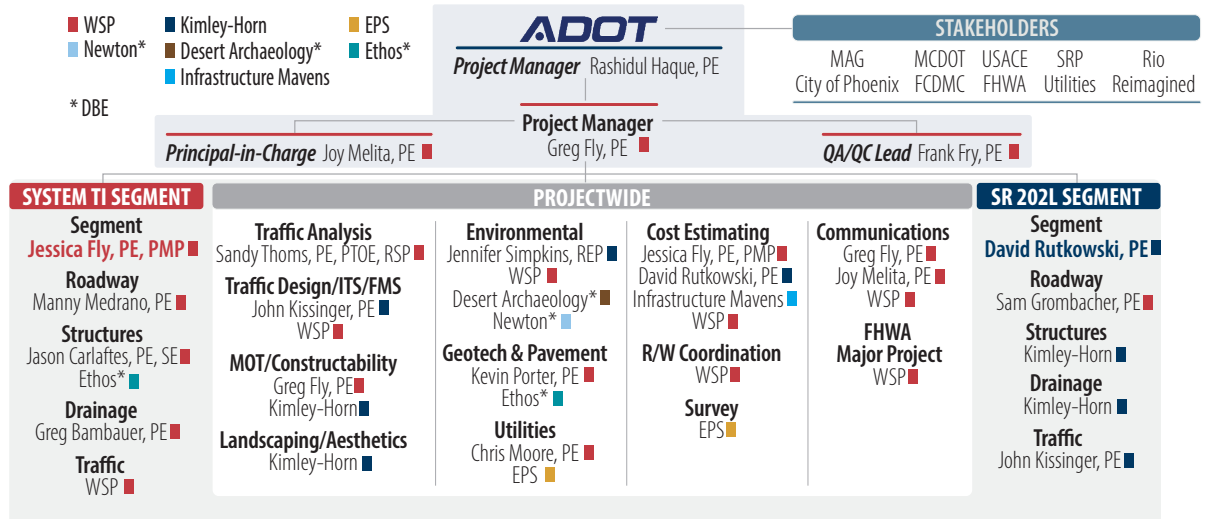 WSP
Kimley-Horn
EPS
Newton*
Desert Archaeology*
Ethos*
Infrastructure Mavens
* DBE
ADOT
Project Manager Rashidul Haque, PE
STAKEHOLDERS
MAG MCDOT USACE SRP Rio
City of Phoenix FCDMC FHWA Utilities Reimagined
Project Manager
Greg Fly, PE
Principal-in-Charge Joy Melita, PE
QA/QC Lead Frank Fry, PE
SYSTEM TI SEGMENT
Segment
Jessica Fly, PE, PMP
Roadway
Manny Medrano, PE
Structures
Jason Carlaftes, PE, SE
Ethos*
Drainage
Greg Bambauer, PE
Traffic
WSP
PROJECTWIDE
Traffic Analysis
Sandy Thoms, PE, PTOE, RSP
Traffic Design/ITS/FMS
John Kissinger, PE
WSP
MOT/Constructability
Greg Fly, PE
Kimley-Horn
Landscaping/Aesthetics
Kimley-Horn
Environmental
Jennifer Simpkins, REP
WSP
Desert Archaeology*
Newton*
Geotech & Pavement
Kevin Porter, PE
Ethos*
Utilities
Chris Moore, PE
EPS
Cost Estimating
Jessica Fly, PE, PMP
David Rutkowski, PE
Infrastructure Mavens
WSP
R/W Coordination
WSP
Survey
EPS
Communications
Greg Fly, PE
Joy Melita, PE
WSP
FHWA
Major Project
WSP
SR 202L SEGMENT
Segment
David Rutkowski, PE
Roadway
Sam Grombacher, PE
Structures
Kimley-Horn
Drainage
Kimley-Horn
Traffic
John Kissinger, PE